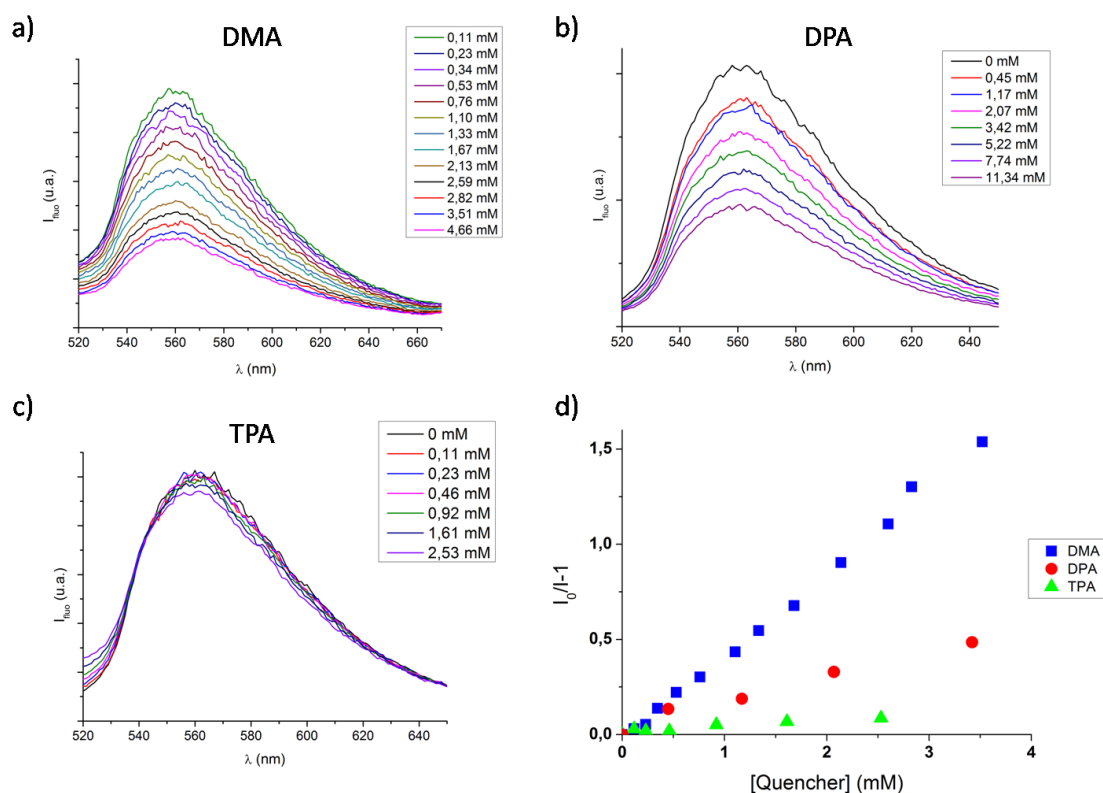 a)
DMA
0,11 mM
0,23 mM
0,34 mM
0,53 mM
0,76 mM
1,10 mM
1,33 mM
1,67 mM
2,13 mM
2,59 mM
2,82 mM
3,51 mM
4,66 mM
I fluo (u.a.)
520 540 560 580 600 620 640 660
λ (nm)
b)
DPA
0 mM
0,45 mM
1,17 mM
2,07 mM
3,42 mM
5,22 mM
7,74 mM
11,34 mM
I fluo (u.a.)
520 540 560 580 600 620 640
λ (nm)
c)
TPA
0 mM
0,11 mM
0,23 mM
0,46 mM
0,92 mM
1,61 mM
2,53 mM
I fluo (u.a.)
520 540 560 580 600 620 640
λ (nm)
d)
1,5
1,0
0,5
0,0
I0/I-1
0 1 2 3 4
[Quencher] (mM)
DMA
DPA
TPA